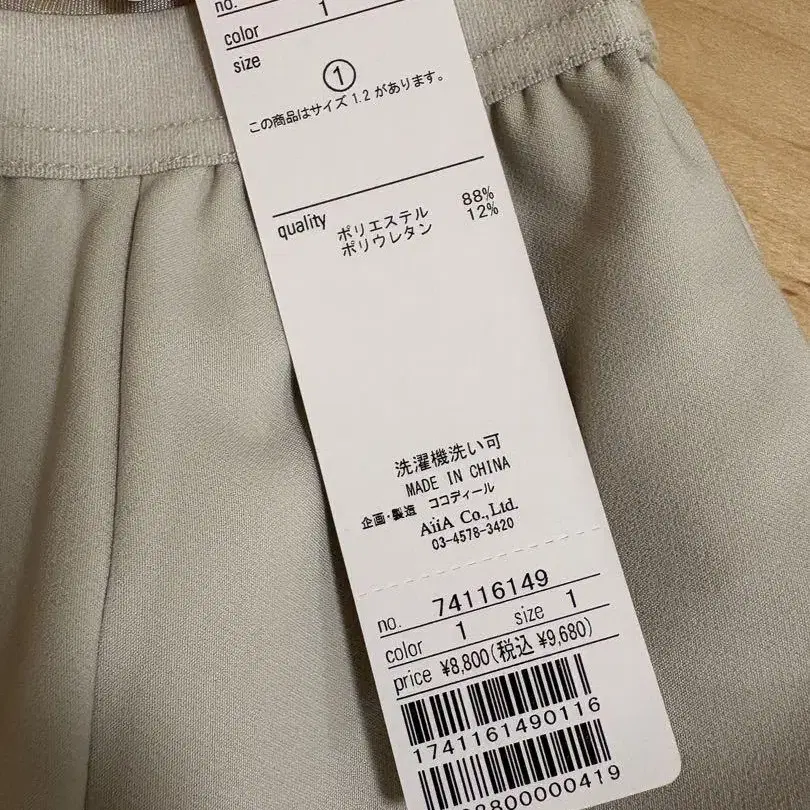 no.
color 1
size
①
この商品はサイズ 1.2 があります。
quality ポリエステル 88%
ポリウレタン 12%
洗濯機洗い可
MADE IN CHINA
企画・製造 ココディール
AiiA Co., Ltd.
03-4578-3420
no. 74116149
color 1 size 1
price ¥8,800(税込 ¥9,680)
1741161490116
8800000419